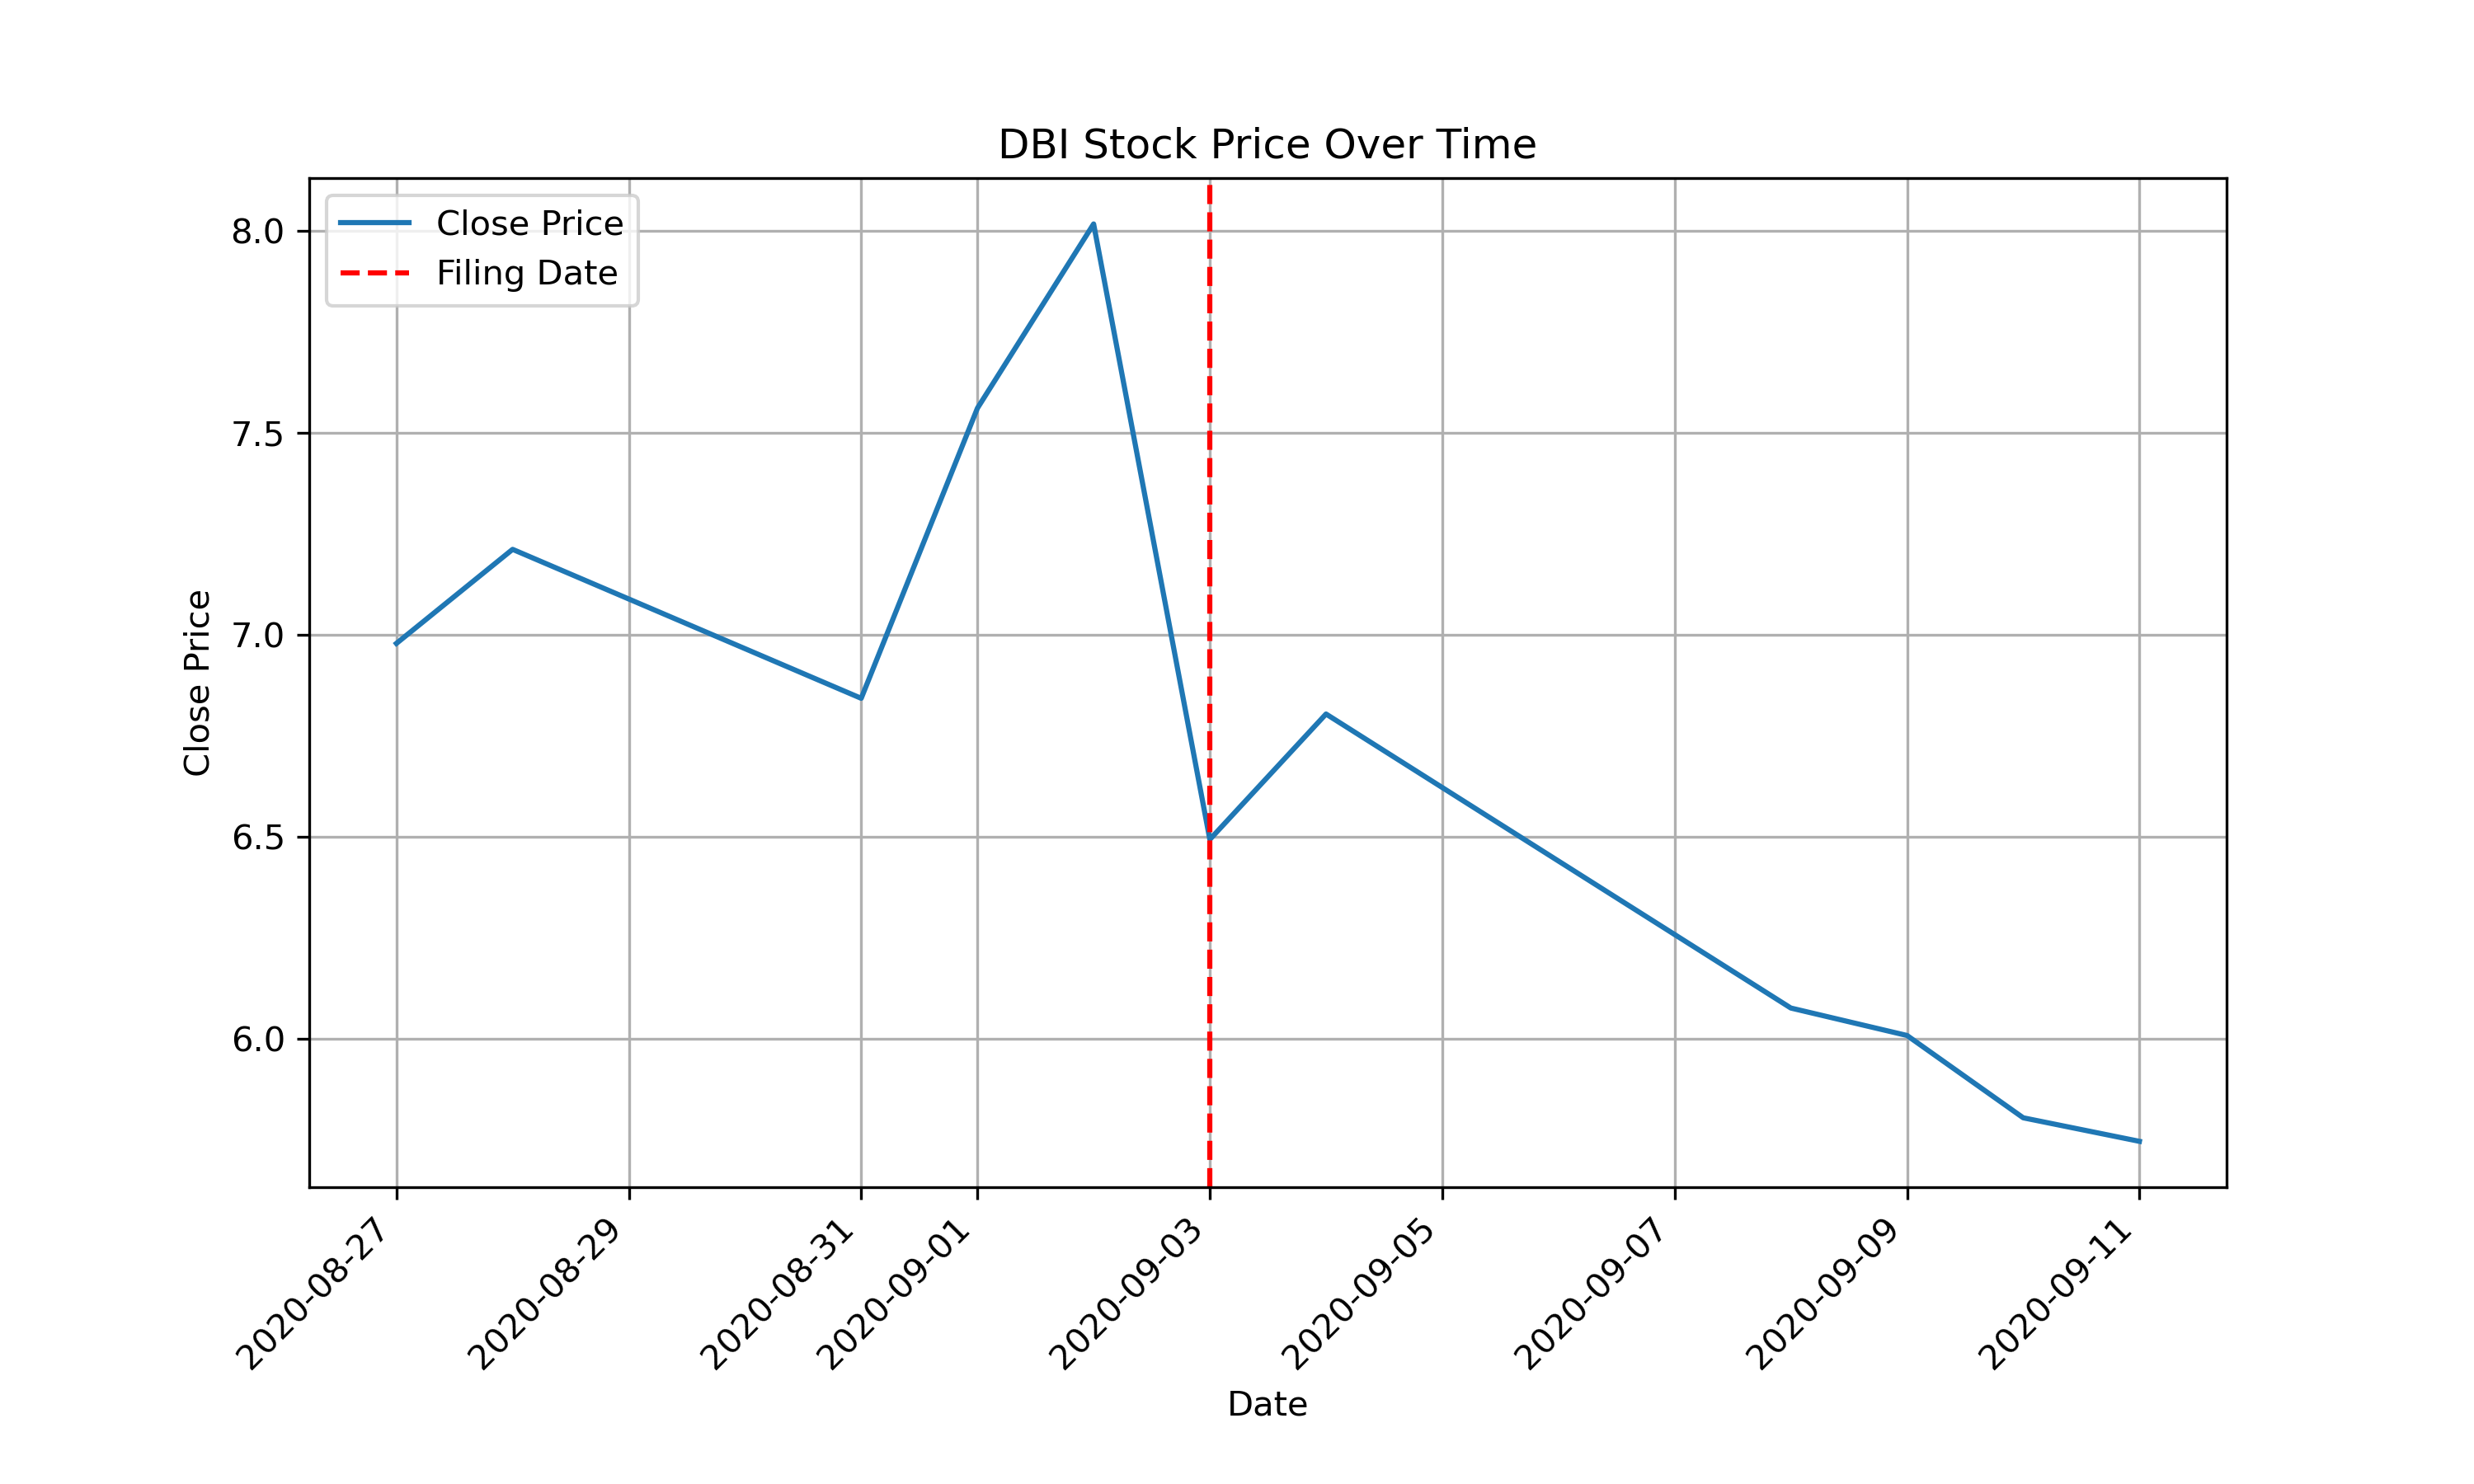 DBI Stock Price Over Time
Close Price
Filing Date
Close Price
8.0
7.5
7.0
6.5
6.0
2020-08-27
2020-08-29
2020-08-31
2020-09-01
2020-09-03
2020-09-05
2020-09-07
2020-09-09
2020-09-11
Date